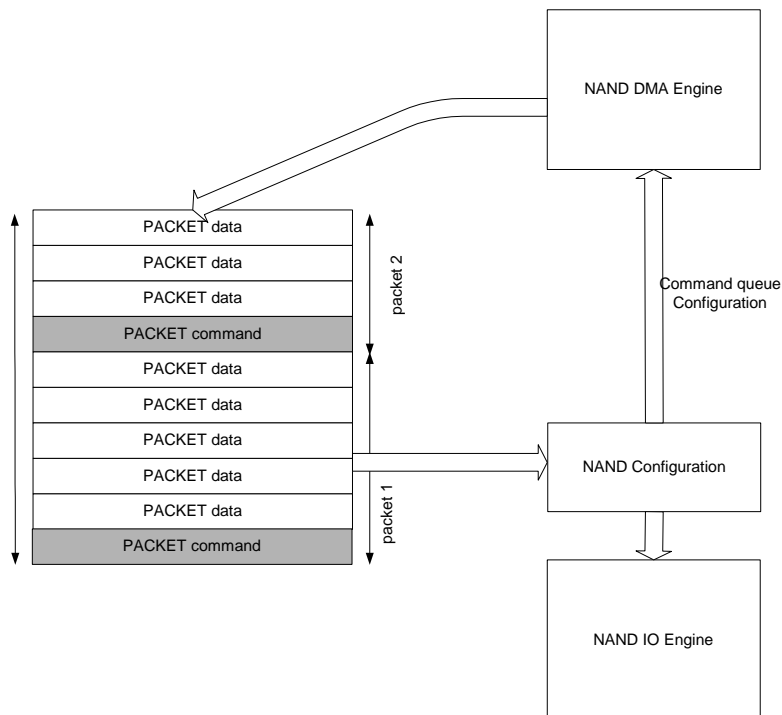 NAND DMA Engine
PACKET data
PACKET data
PACKET data
PACKET command
packet 2
PACKET data
PACKET data
PACKET data
PACKET data
PACKET data
PACKET command
packet 1
Command queue
Configuration
NAND Configuration
NAND IO Engine